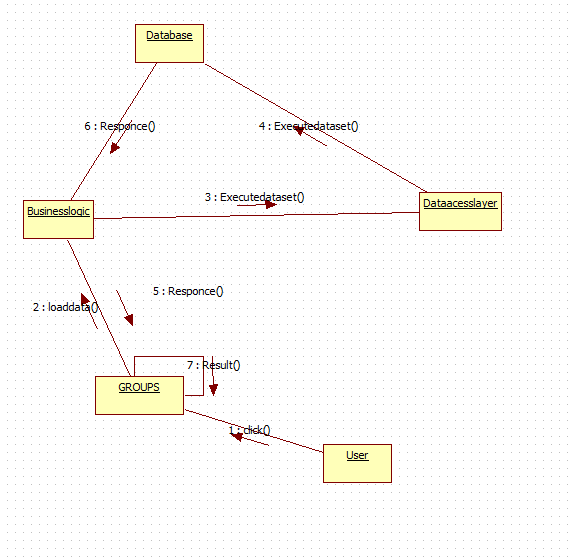 Database
6 : Responce()
4 : Executedataset()
3 : Executedataset()
Businesslogic
Dataacesslayer
5 : Responce()
2 : loaddata()
7 : Result()
GROUPS
1 : click()
User